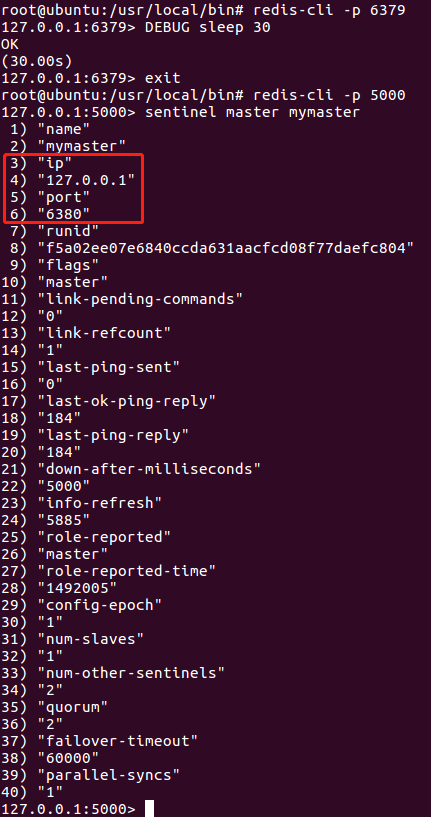 root@ubuntu:/usr/local/bin# redis-cli -p 6379
127.0.0.1:6379> DEBUG sleep 30
OK
(30.00s)
127.0.0.1:6379> exit
root@ubuntu:/usr/local/bin# redis-cli -p 5000
127.0.0.1:5000> sentinel master mymaster
 1) "name"
 2) "mymaster"
 3) "ip"
 4) "127.0.0.1"
 5) "port"
 6) "6380"
 7) "runid"
 8) "f5a02ee07e6840ccda631aacfcd08f77daefc804"
 9) "flags"
10) "master"
11) "link-pending-commands"
12) "0"
13) "link-refcount"
14) "1"
15) "last-ping-sent"
16) "0"
17) "last-ok-ping-reply"
18) "184"
19) "last-ping-reply"
20) "184"
21) "down-after-milliseconds"
22) "5000"
23) "info-refresh"
24) "5885"
25) "role-reported"
26) "master"
27) "role-reported-time"
28) "1492005"
29) "config-epoch"
30) "1"
31) "num-slaves"
32) "1"
33) "num-other-sentinels"
34) "2"
35) "quorum"
36) "2"
37) "failover-timeout"
38) "60000"
39) "parallel-syncs"
40) "1"
127.0.0.1:5000>